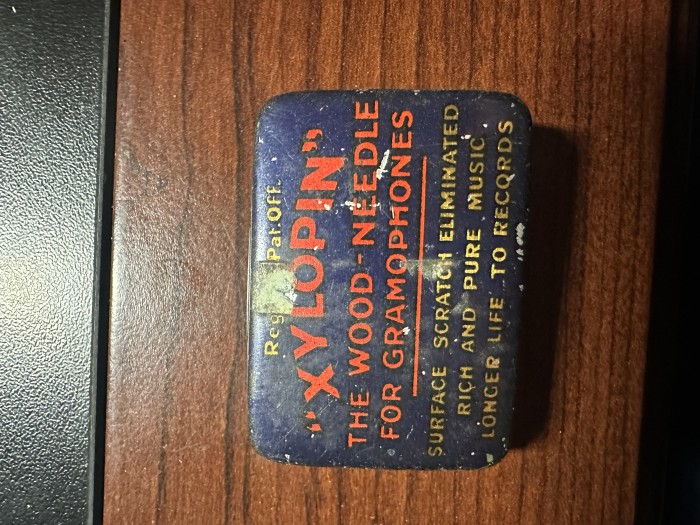 Reg. Pat. Off.
"XYLOPIN"
THE WOOD-NEEDLE
FOR GRAMOPHONES
SURFACE SCRATCH ELIMINATED
RICH AND PURE MUSIC
LONGER LIFE TO RECORDS